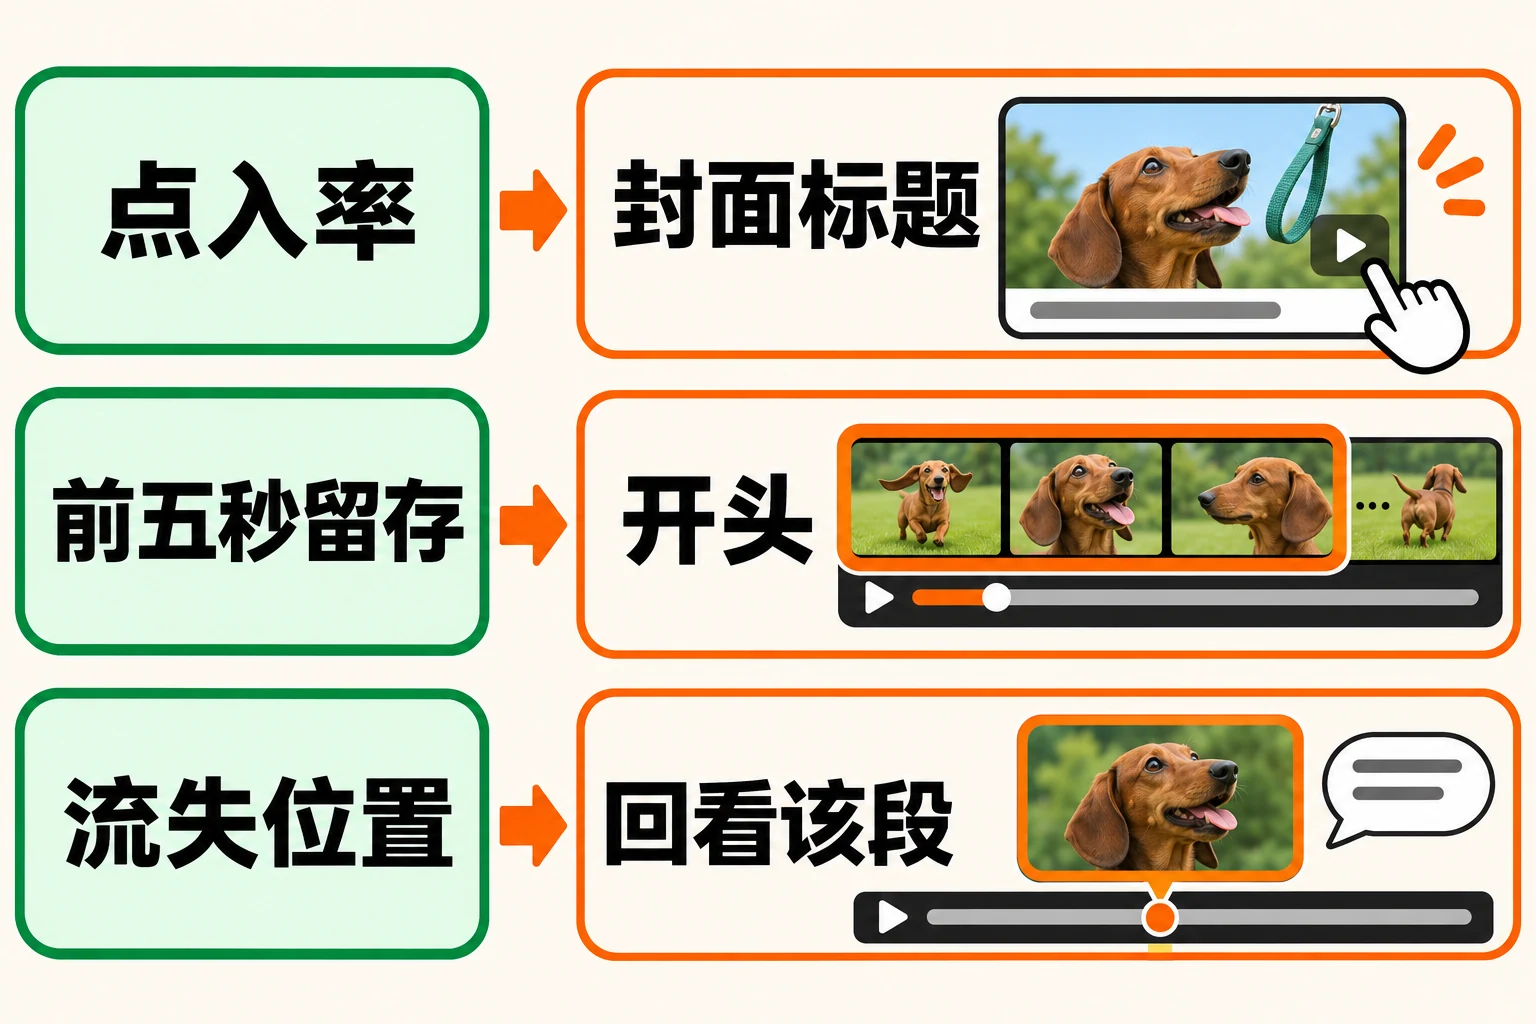 点入率
封面标题
前五秒留存
开头
流失位置
回看该段